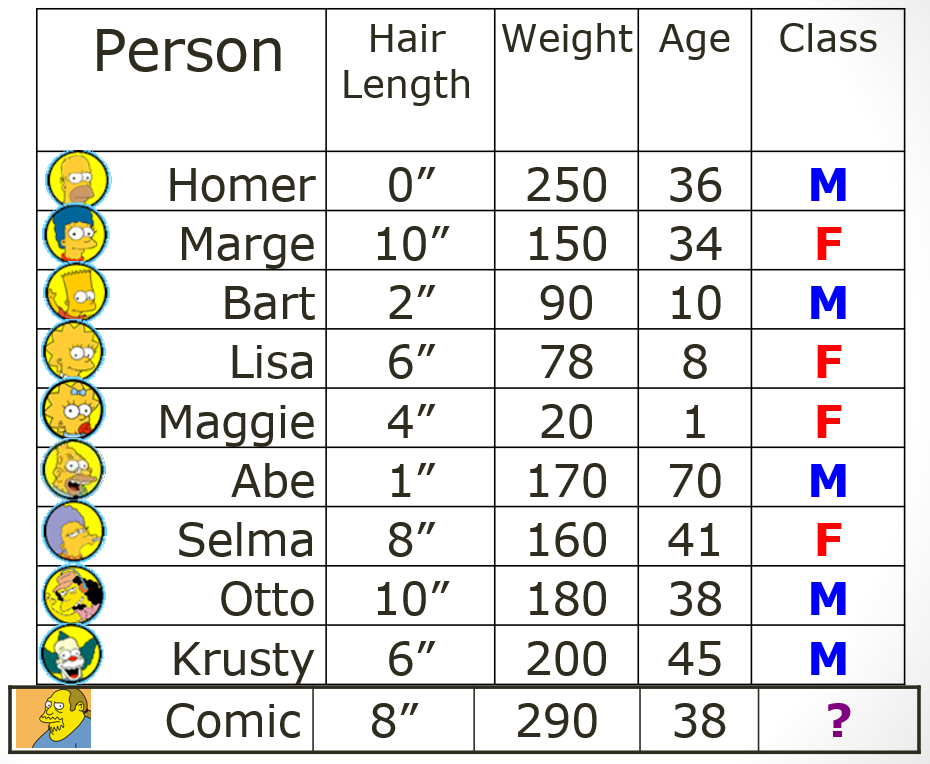 Person Hair Length Weight Age Class
Homer 0” 250 36 M
Marge 10” 150 34 F
Bart 2” 90 10 M
Lisa 6” 78 8 F
Maggie 4” 20 1 F
Abe 1” 170 70 M
Selma 8” 160 41 F
Otto 10” 180 38 M
Krusty 6” 200 45 M
Comic 8” 290 38 ?